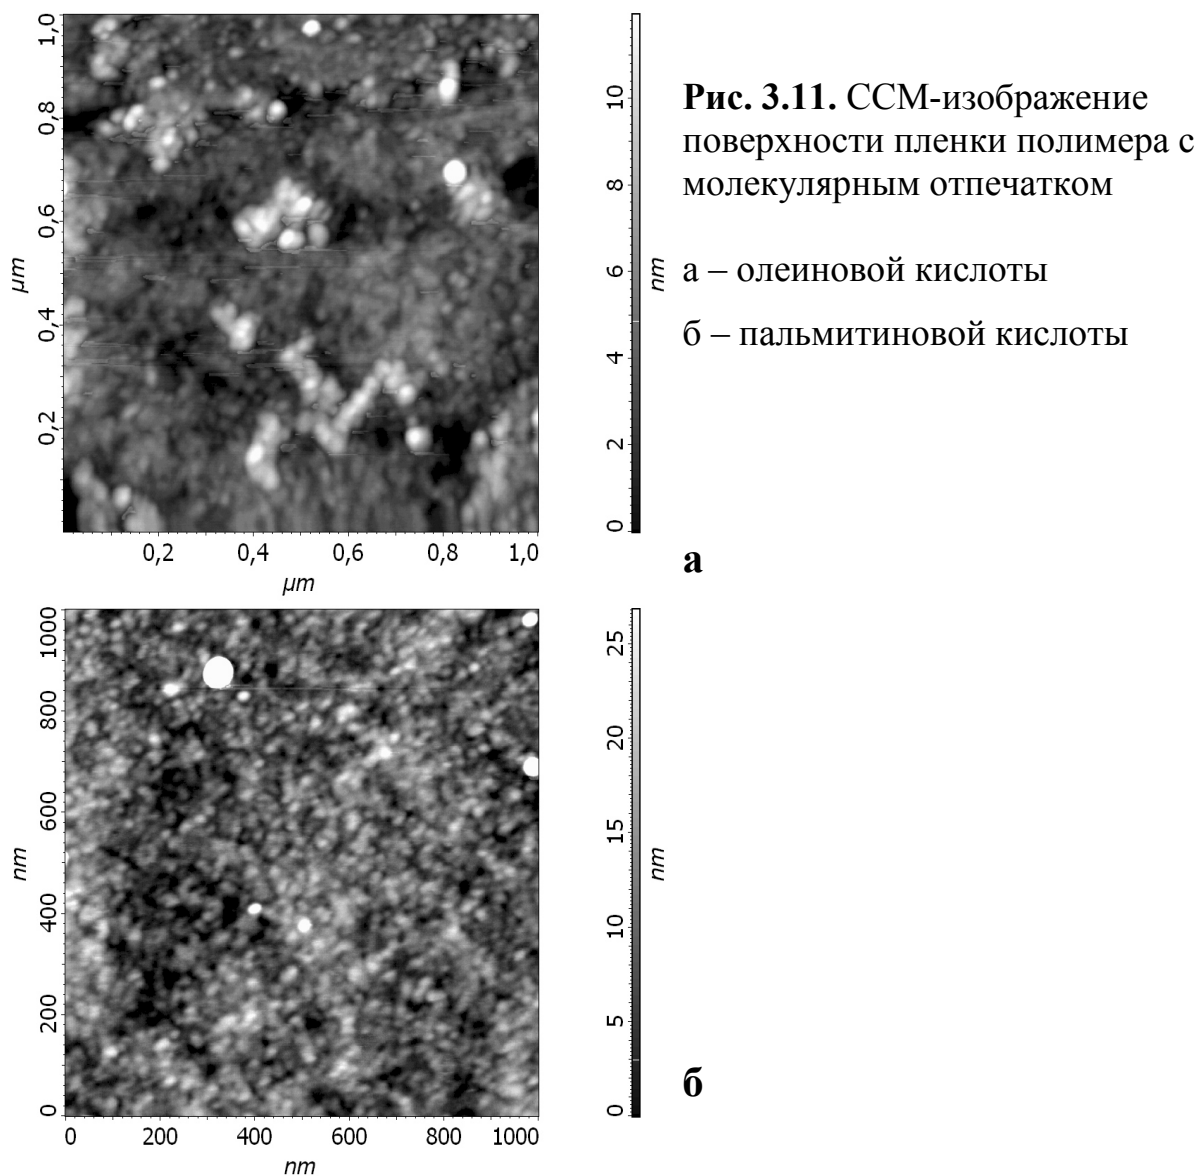 1,0
0,8
0,6
0,4
0,2
µm
0,2 0,4 0,6 0,8 1,0
µm
10
8
6
4
2
0
nm
Рис. 3.11. ССМ-изображение
поверхности пленки полимера с
молекулярным отпечатком
а – олеиновой кислоты
б – пальмитиновой кислоты
а
1000
800
600
400
200
0
nm
0 200 400 600 800 1000
nm
25
20
15
10
5
0
nm
б